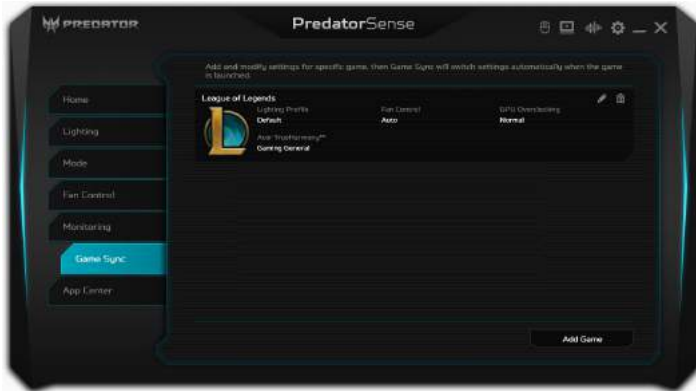 PREDATOR
PredatorSense
Add and modify settings for specific game, then Game Sync will switch settings automatically when the game
is launched.
Home
Lighting
Mode
Fan Control
Monitoring
Game Sync
App Center
League of Legends
Lighting Profile
Default
Fan Control
Auto
GPU Overclocking
Normal
Acer TrueHarmony™
Gaming General
Add Game